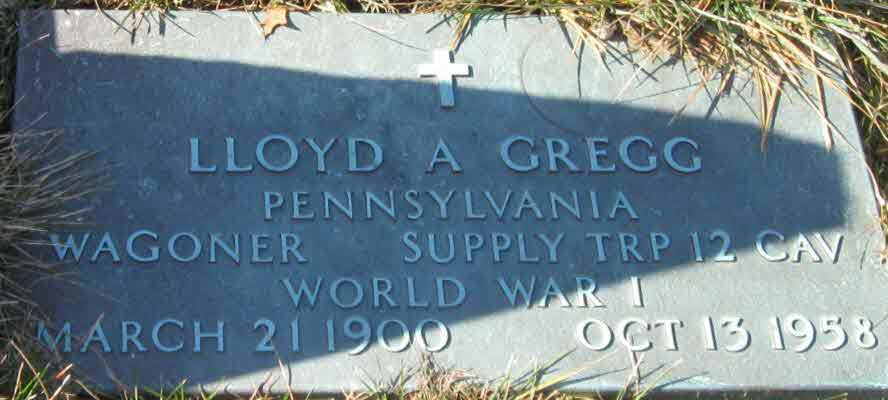 LLOYD A GREGG
PENNSYLVANIA
WAGONER SUPPLY TRP 12 CAV
WORLD WAR I
MARCH 21 1900 OCT 13 1958